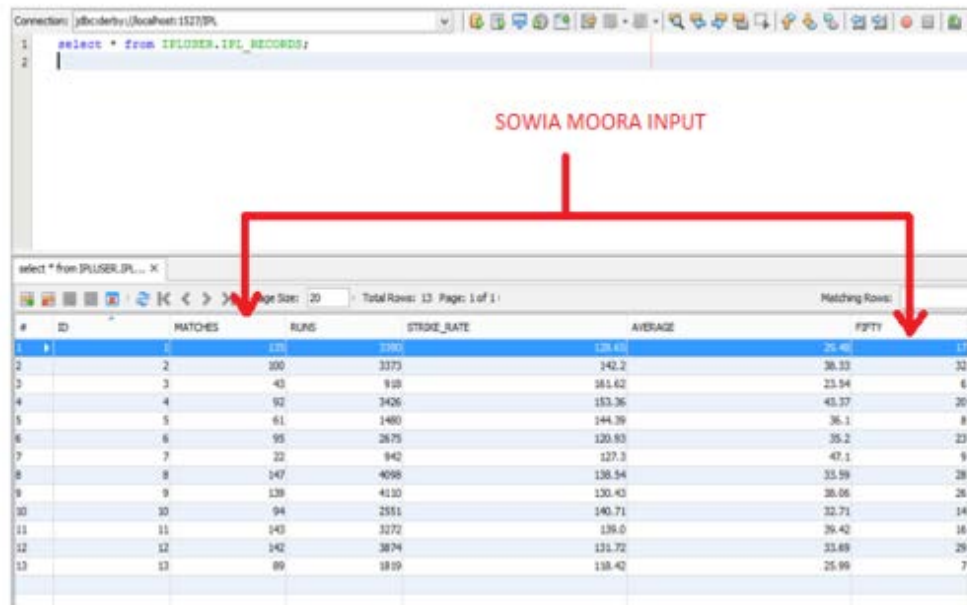 Connection: jdbc:derby://localhost:1527/IPL
1 select * from IPLUSER.IPL_RECORDS;
2
SOWIA MOORA INPUT
select * from IPLUSER.IPL... X
Page Size: 20 Total Rows: 13 Page: 1 of 1 Matching Rows:
# ID MATCHES RUNS STRIKE_RATE AVERAGE FIFTY
1 1 17
2 2 100 3373 142.2 38.33 32
3 3 43 918 161.62 23.54 6
4 4 92 3426 153.36 43.37 20
5 5 61 1480 144.39 36.1 8
6 6 95 2675 120.93 35.2 23
7 7 22 942 127.3 47.1 9
8 8 147 4098 138.54 33.59 28
9 9 139 4110 130.43 38.06 26
10 10 94 2551 140.71 32.71 14
11 11 143 3272 139.0 39.42 16
12 12 142 3874 131.72 33.69 29
13 13 89 1819 118.42 25.99 7